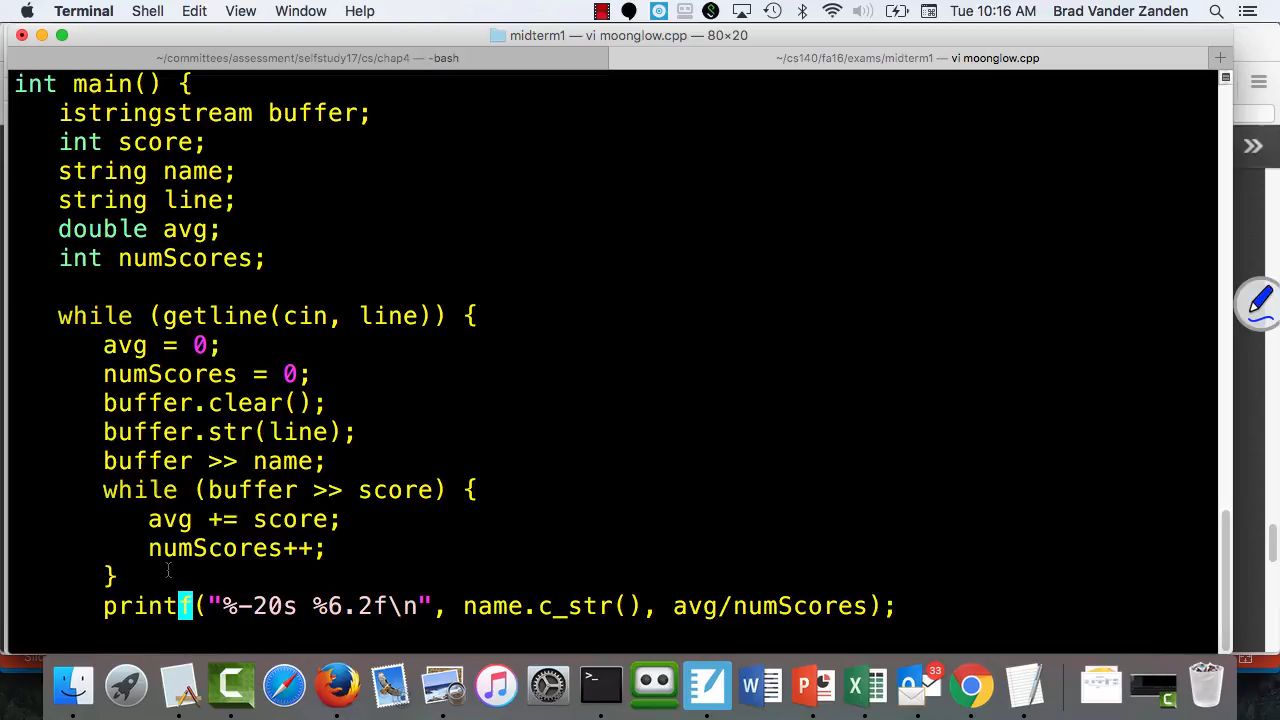 Terminal Shell Edit View Window Help Tue 10:16 AM Brad Vander Zanden
midterm1 — vi moonglow.cpp — 80×20
~/committees/assessment/selfstudy17/cs/chap4 — -bash ~/cs140/fa16/exams/midterm1 — vi moonglow.cpp
int main() {
istringstream buffer;
int score;
string name;
string line;
double avg;
int numScores;
while (getline(cin, line)) {
avg = 0;
numScores = 0;
buffer.clear();
buffer.str(line);
buffer >> name;
while (buffer >> score) {
avg += score;
numScores++;
}
printf("%-20s %6.2f\n", name.c_str(), avg/numScores);
33